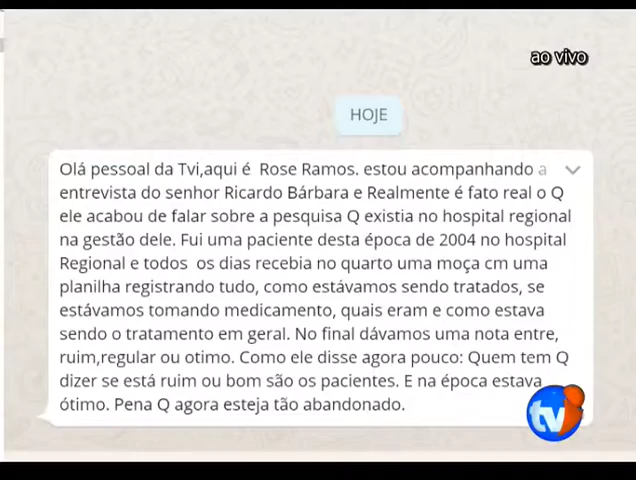 ao vivo
HOJE
Olá pessoal da Tvi,aqui é Rose Ramos. estou acompanhando a
entrevista do senhor Ricardo Bárbara e Realmente é fato real o Q
ele acabou de falar sobre a pesquisa Q existia no hospital regional
na gestão dele. Fui uma paciente desta época de 2004 no hospital
Regional e todos os dias recebia no quarto uma moça cm uma
planilha registrando tudo, como estávamos sendo tratados, se
estávamos tomando medicamento, quais eram e como estava
sendo o tratamento em geral. No final dávamos uma nota entre,
ruim,regular ou otimo. Como ele disse agora pouco: Quem tem Q
dizer se está ruim ou bom são os pacientes. E na época estava
ótimo. Pena Q agora esteja tão abandonado.
tvi